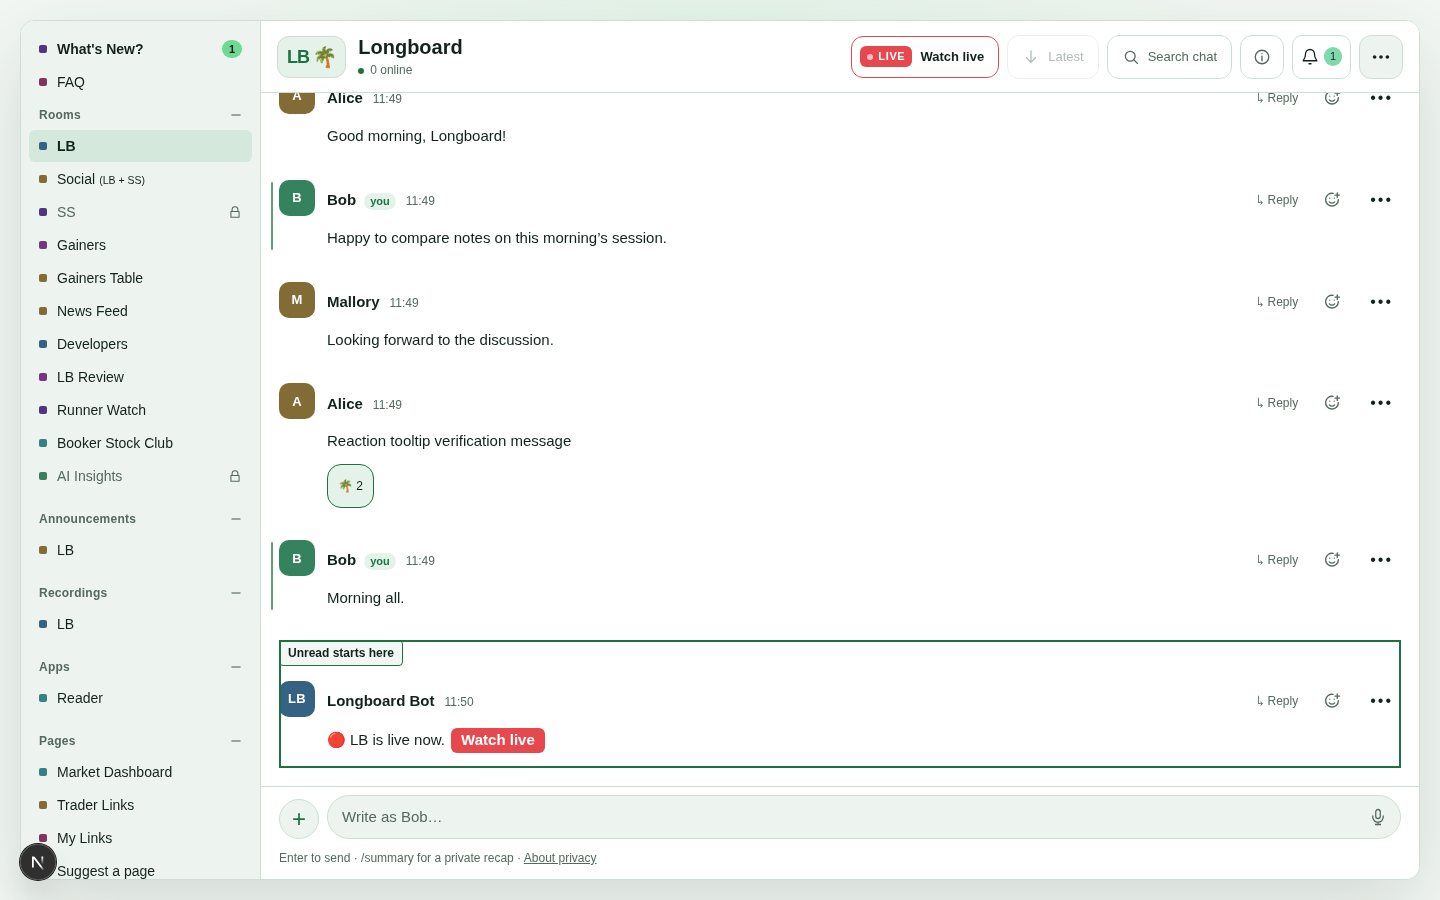 What's New? 1
FAQ
Rooms
LB
Social (LB + SS)
SS
Gainers
Gainers Table
News Feed
Developers
LB Review
Runner Watch
Booker Stock Club
AI Insights
Announcements
LB
Recordings
LB
Apps
Reader
Pages
Market Dashboard
Trader Links
My Links
Suggest a page
N
LB🌴 Longboard
0 online
LIVE Watch live
Latest
Search chat
1
A Alice 11:49 ↳ Reply
Good morning, Longboard!
B Bob you 11:49 ↳ Reply
Happy to compare notes on this morning’s session.
M Mallory 11:49 ↳ Reply
Looking forward to the discussion.
A Alice 11:49 ↳ Reply
Reaction tooltip verification message
🌴 2
B Bob you 11:49 ↳ Reply
Morning all.
Unread starts here
LB Longboard Bot 11:50 ↳ Reply
🔴 LB is live now. Watch live
+ Write as Bob…
Enter to send · /summary for a private recap · About privacy